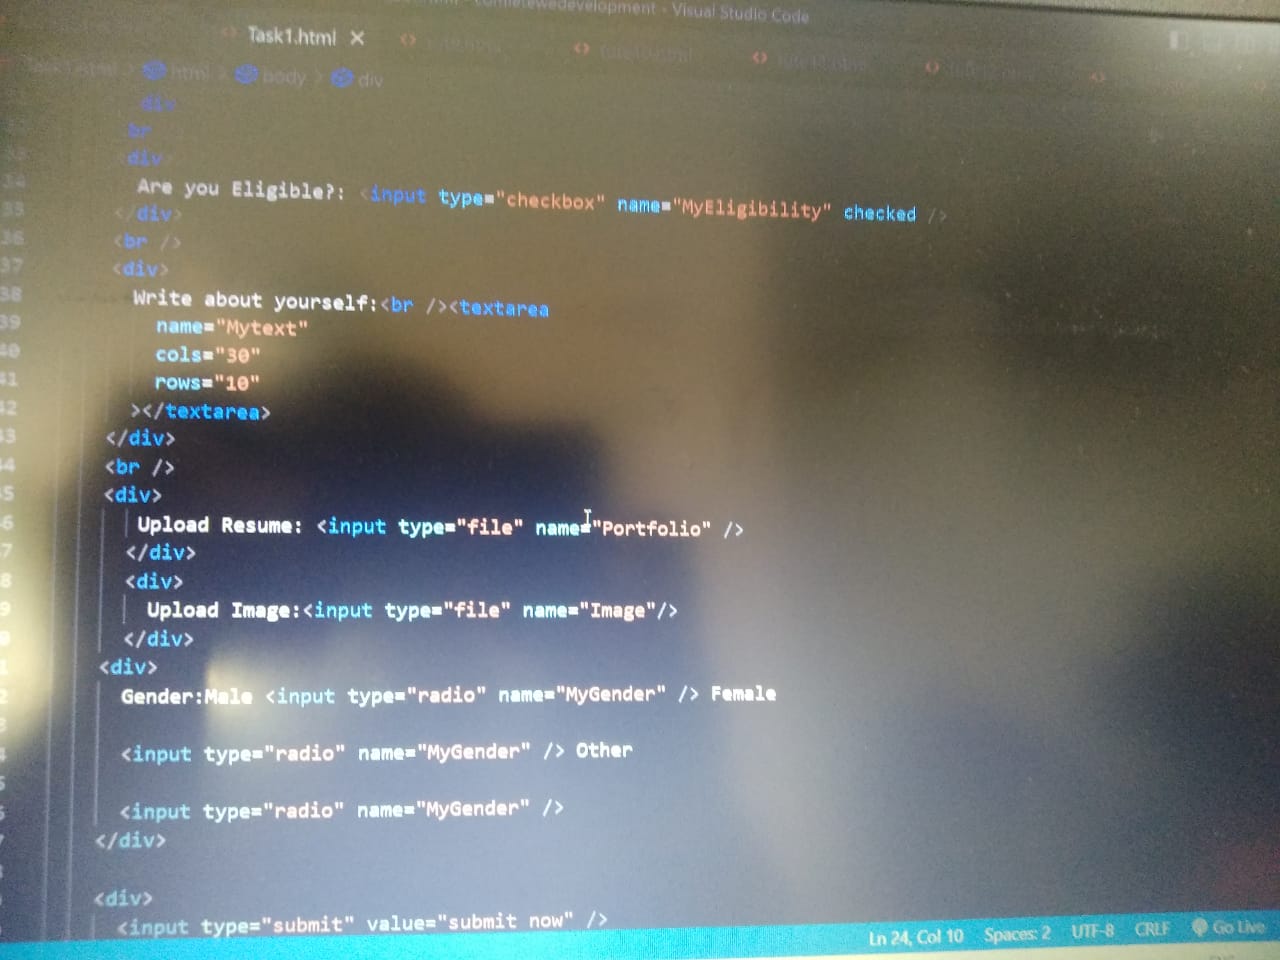 - Visual Studio Code
Task1.html
html > body > div
div
br
div
Are you Eligible?: <input type="checkbox" name="MyEligibility" checked />
</div>
<br />
<div>
Write about yourself:<br /><textarea
name="Mytext"
cols="30"
rows="10"
></textarea>
</div>
<br />
<div>
Upload Resume: <input type="file" name="Portfolio" />
</div>
<div>
Upload Image:<input type="file" name="Image"/>
</div>
<div>
Gender:Male <input type="radio" name="MyGender" /> Female
<input type="radio" name="MyGender" /> Other
<input type="radio" name="MyGender" />
</div>
<div>
<input type="submit" value="submit now" />
Ln 24, Col 10 Spaces: 2 UTF-8 CRLF Go Live